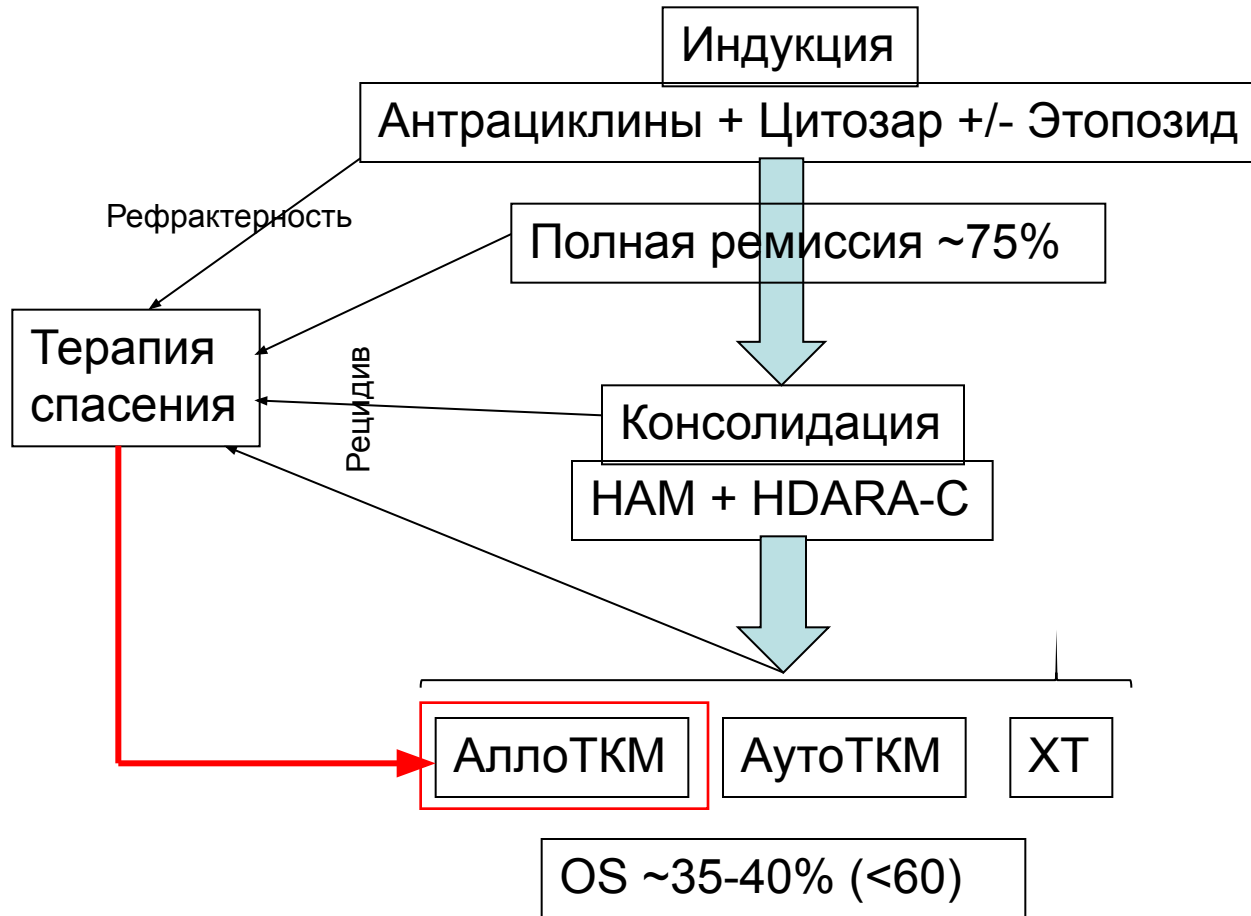 Индукция
Антрациклины + Цитозар +/- Этопозид
Рефрактерность
Полная ремиссия ~75%
Терапия
спасения
Рецидив
Консолидация
HAM + HDARA-C
АллоТКМ
АутоТКМ
ХТ
OS ~35-40% (<60)